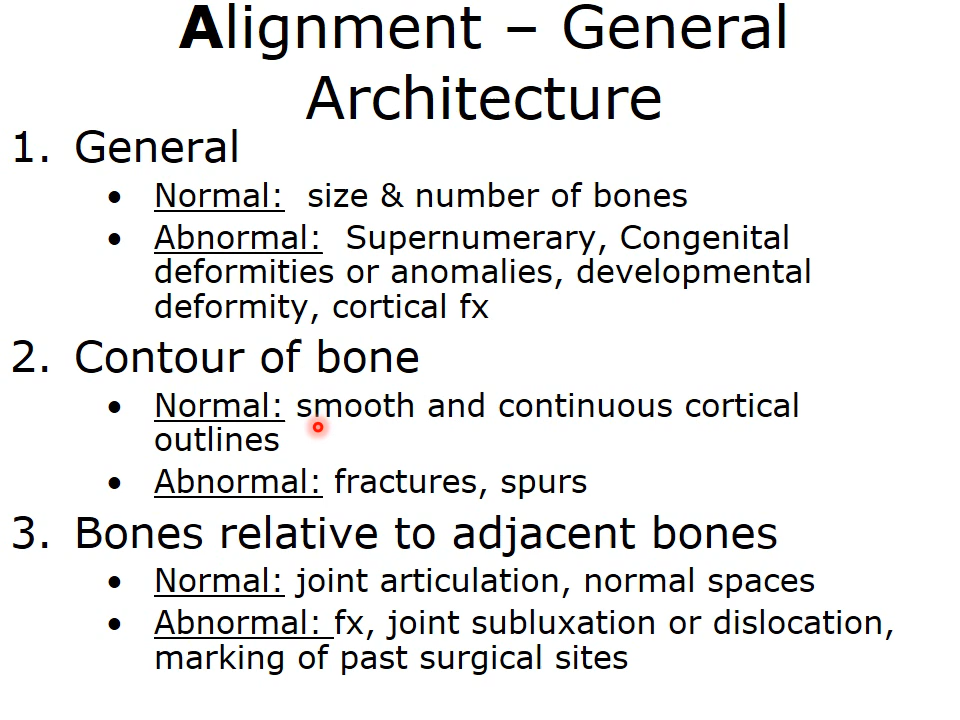 Alignment – General
Architecture
1. General
• Normal:  size & number of bones
• Abnormal:  Supernumerary, Congenital
deformities or anomalies, developmental
deformity, cortical fx
2. Contour of bone
• Normal: smooth and continuous cortical
outlines
• Abnormal: fractures, spurs
3. Bones relative to adjacent bones
• Normal: joint articulation, normal spaces
• Abnormal: fx, joint subluxation or dislocation,
marking of past surgical sites